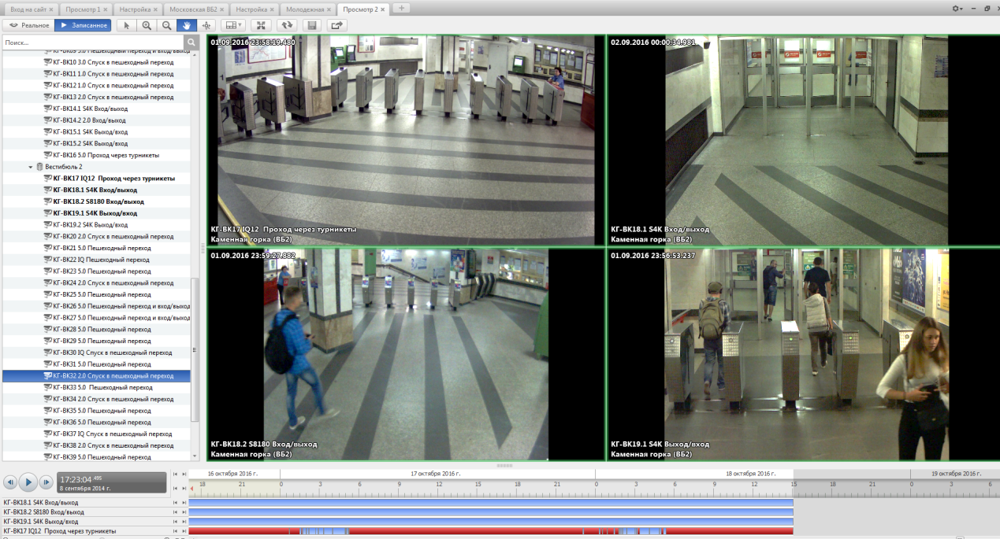 Вход на сайт
Просмотр 1
Настройка
Московская ВБ2
Настройка
Молодежная
Просмотр 2
Реальное
Записанное
Поиск...
КГ-ВК09 5.0 Пешеходный переход и вход/выход
КГ-ВК10 3.0 Спуск в пешеходный переход
КГ-ВК11 1.0 Спуск в пешеходный переход
КГ-ВК12 1.0 Спуск в пешеходный переход
КГ-ВК13 2.0 Спуск в пешеходный переход
КГ-ВК14.1 S4K Вход/выход
КГ-ВК14.2 2.0 Вход/выход
КГ-ВК15.1 S4K Выход/вход
КГ-ВК15.2 S4K Выход/вход
КГ-ВК16 5.0 Проход через турникеты
Вестибюль 2
КГ-ВК17 IQ12 Проход через турникеты
КГ-ВК18.1 S4K Вход/выход
КГ-ВК18.2 S8180 Вход/выход
КГ-ВК19.1 S4K Выход/вход
КГ-ВК19.2 S4K Выход/вход
КГ-ВК20 2.0 Спуск в пешеходный переход
КГ-ВК21 5.0 Пешеходный переход
КГ-ВК22 IQ Пешеходный переход
КГ-ВК23 5.0 Пешеходный переход
КГ-ВК24 2.0 Спуск в пешеходный переход
КГ-ВК25 5.0 Пешеходный переход
КГ-ВК26 5.0 Пешеходный переход и вход/выход
КГ-ВК27 5.0 Пешеходный переход и вход/выход
КГ-ВК28 5.0 Пешеходный переход
КГ-ВК29 5.0 Пешеходный переход
КГ-ВК30 IQ Спуск в пешеходный переход
КГ-ВК31 5.0 Пешеходный переход
КГ-ВК32 2.0 Спуск в пешеходный переход
КГ-ВК33 5.0 Пешеходный переход
КГ-ВК34 2.0 Спуск в пешеходный переход
КГ-ВК35 5.0 Пешеходный переход
КГ-ВК36 5.0 Пешеходный переход
КГ-ВК37 IQ Спуск в пешеходный переход
КГ-ВК38 2.0 Спуск в пешеходный переход
КГ-ВК39 5.0 Пешеходный переход
01.09.2016 23:58:19.480
КГ-ВК17 IQ12 Проход через турникеты
Каменная горка (ВБ2)
02.09.2016 00:00:34.981
КГ-ВК18.1 S4K Вход/выход
Каменная горка (ВБ2)
01.09.2016 23:59:27.882
КГ-ВК18.2 S8180 Вход/выход
Каменная горка (ВБ2)
01.09.2016 23:56:53.237
КГ-ВК19.1 S4K Выход/вход
Каменная горка (ВБ2)
17:23:04.495
8 сентября 2014 г.
16 октября 2016 г. 17 октября 2016 г. 18 октября 2016 г. 19 октября 2016 г.
18 21 0 3 6 9 12 15 18 21 0 3 6 9 12 15 18 21 0 3 6
КГ-ВК18.1 S4K Вход/выход
КГ-ВК18.2 S8180 Вход/выход
КГ-ВК19.1 S4K Выход/вход
КГ-ВК17 IQ12 Проход через турникеты